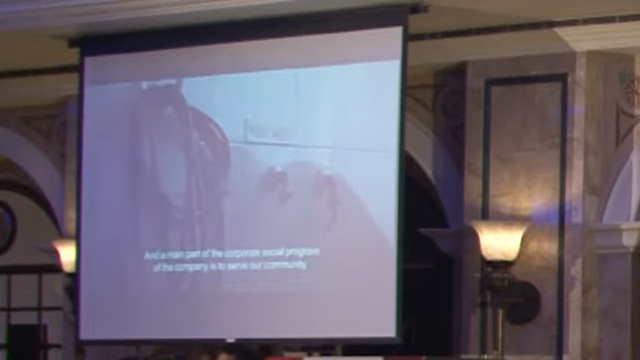 And a main part of the corporate social program
of the company is to serve our community